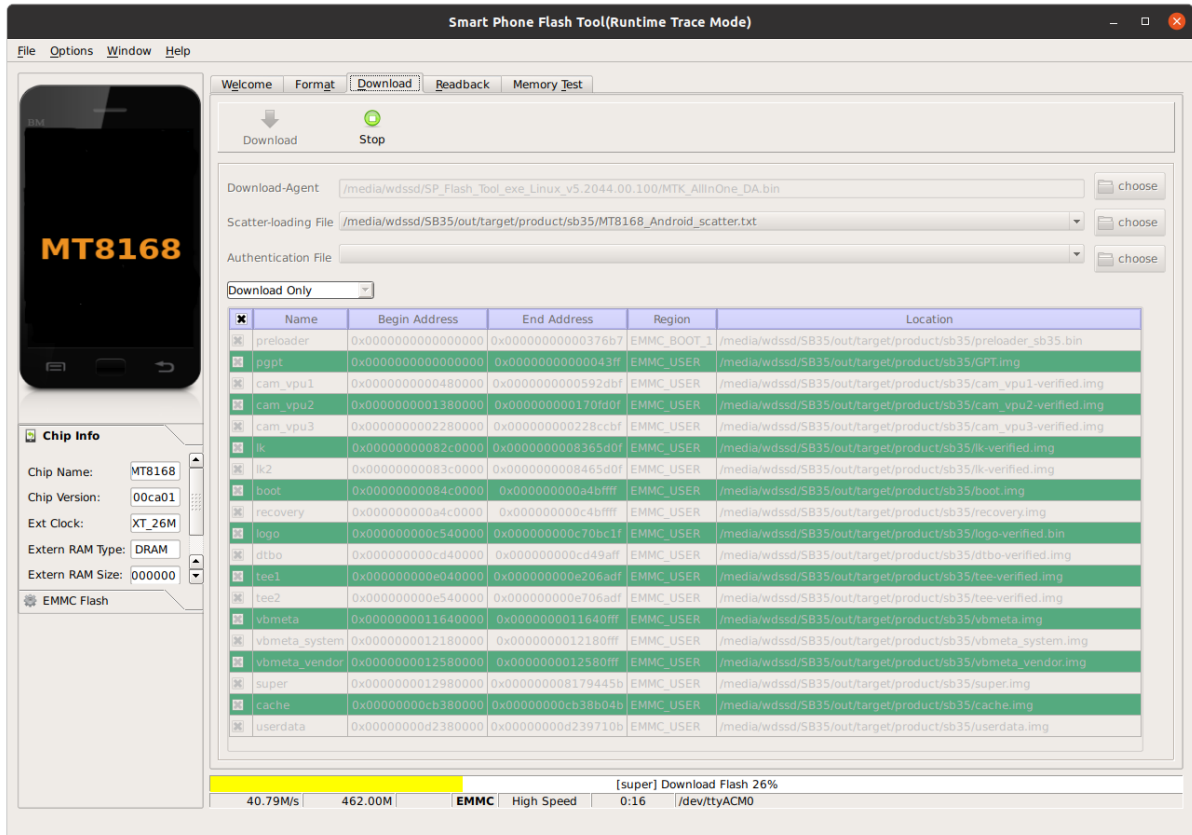 Smart Phone Flash Tool(Runtime Trace Mode)
File Options Window Help
Welcome Format Download Readback Memory Test
BM
MT8168
Download Stop
Download-Agent /media/wdssd/SP_Flash_Tool_exe_Linux_v5.2044.00.100/MTK_AllInOne_DA.bin choose
Scatter-loading File /media/wdssd/SB35/out/target/product/sb35/MT8168_Android_scatter.txt choose
Authentication File choose
Download Only
Name Begin Address End Address Region Location
preloader 0x0000000000000000 0x00000000000376b7 EMMC_BOOT_1 /media/wdssd/SB35/out/target/product/sb35/preloader_sb35.bin
pgpt 0x0000000000000000 0x00000000000043ff EMMC_USER /media/wdssd/SB35/out/target/product/sb35/GPT.img
cam_vpu1 0x0000000000480000 0x0000000000592dbf EMMC_USER /media/wdssd/SB35/out/target/product/sb35/cam_vpu1-verified.img
cam_vpu2 0x0000000001380000 0x000000000170fd0f EMMC_USER /media/wdssd/SB35/out/target/product/sb35/cam_vpu2-verified.img
cam_vpu3 0x0000000002280000 0x000000000228ccbf EMMC_USER /media/wdssd/SB35/out/target/product/sb35/cam_vpu3-verified.img
lk 0x00000000082c0000 0x0000000008365d0f EMMC_USER /media/wdssd/SB35/out/target/product/sb35/lk-verified.img
lk2 0x00000000083c0000 0x0000000008465d0f EMMC_USER /media/wdssd/SB35/out/target/product/sb35/lk-verified.img
boot 0x00000000084c0000 0x000000000a4bffff EMMC_USER /media/wdssd/SB35/out/target/product/sb35/boot.img
recovery 0x000000000a4c0000 0x000000000c4bffff EMMC_USER /media/wdssd/SB35/out/target/product/sb35/recovery.img
logo 0x000000000c540000 0x000000000c70bc1f EMMC_USER /media/wdssd/SB35/out/target/product/sb35/logo-verified.bin
dtbo 0x000000000cd40000 0x000000000cd49aff EMMC_USER /media/wdssd/SB35/out/target/product/sb35/dtbo-verified.img
tee1 0x000000000e040000 0x000000000e206adf EMMC_USER /media/wdssd/SB35/out/target/product/sb35/tee-verified.img
tee2 0x000000000e540000 0x000000000e706adf EMMC_USER /media/wdssd/SB35/out/target/product/sb35/tee-verified.img
vbmeta 0x0000000011640000 0x0000000011640fff EMMC_USER /media/wdssd/SB35/out/target/product/sb35/vbmeta.img
vbmeta_system 0x0000000012180000 0x0000000012180fff EMMC_USER /media/wdssd/SB35/out/target/product/sb35/vbmeta_system.img
vbmeta_vendor 0x0000000012580000 0x0000000012580fff EMMC_USER /media/wdssd/SB35/out/target/product/sb35/vbmeta_vendor.img
super 0x0000000012980000 0x000000008179445b EMMC_USER /media/wdssd/SB35/out/target/product/sb35/super.img
cache 0x00000000cb380000 0x00000000cb38b04b EMMC_USER /media/wdssd/SB35/out/target/product/sb35/cache.img
userdata 0x00000000d2380000 0x00000000d239710b EMMC_USER /media/wdssd/SB35/out/target/product/sb35/userdata.img
Chip Info
Chip Name: MT8168
Chip Version: 00ca01
Ext Clock: XT_26M
Extern RAM Type: DRAM
Extern RAM Size: 000000
EMMC Flash
[super] Download Flash 26%
40.79M/s 462.00M EMMC High Speed 0:16 /dev/ttyACM0